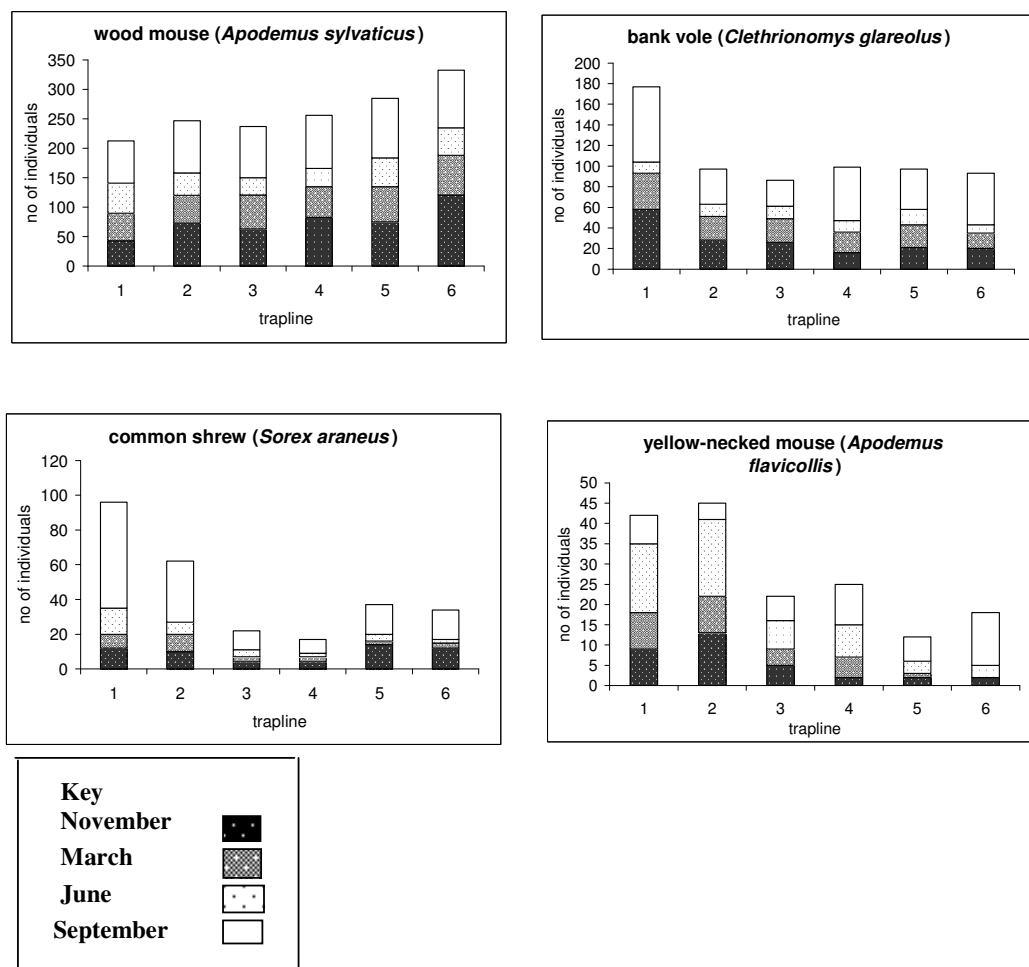 wood mouse (Apodemus sylvaticus)
350
300
250
200
150
100
50
0
no of individuals
1 2 3 4 5 6
trapline
bank vole (Clethrionomys glareolus)
200
180
160
140
120
100
80
60
40
20
0
no of individuals
1 2 3 4 5 6
trapline
common shrew (Sorex araneus)
120
100
80
60
40
20
0
no of individuals
1 2 3 4 5 6
trapline
yellow-necked mouse (Apodemus
flavicollis)
50
45
40
35
30
25
20
15
10
5
0
no of individuals
1 2 3 4 5 6
trapline
Key
November
March
June
September